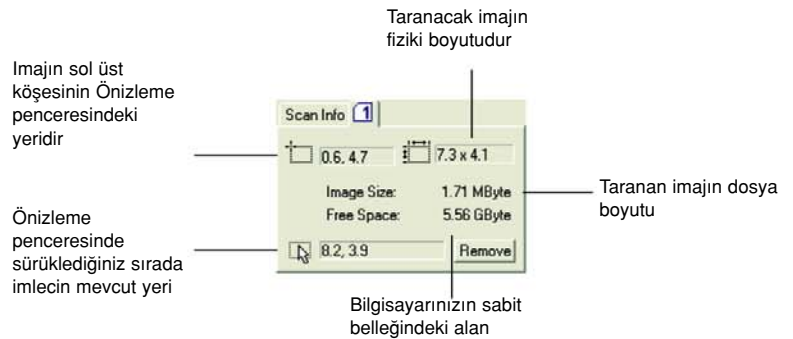 Taranacak imajın
fiziki boyutudur
Imajın sol üst
köşesinin Önizleme
penceresindeki
yeridir
Scan Info 1
0.6, 4.7
7.3 x 4.1
Image Size: 1.71 MByte
Free Space: 5.56 GByte
8.2, 3.9
Remove
Taranan imajın dosya
boyutu
Önizleme
penceresinde
sürüklediğiniz sırada
imlecin mevcut yeri
Bilgisayarınızın sabit
belleğindeki alan